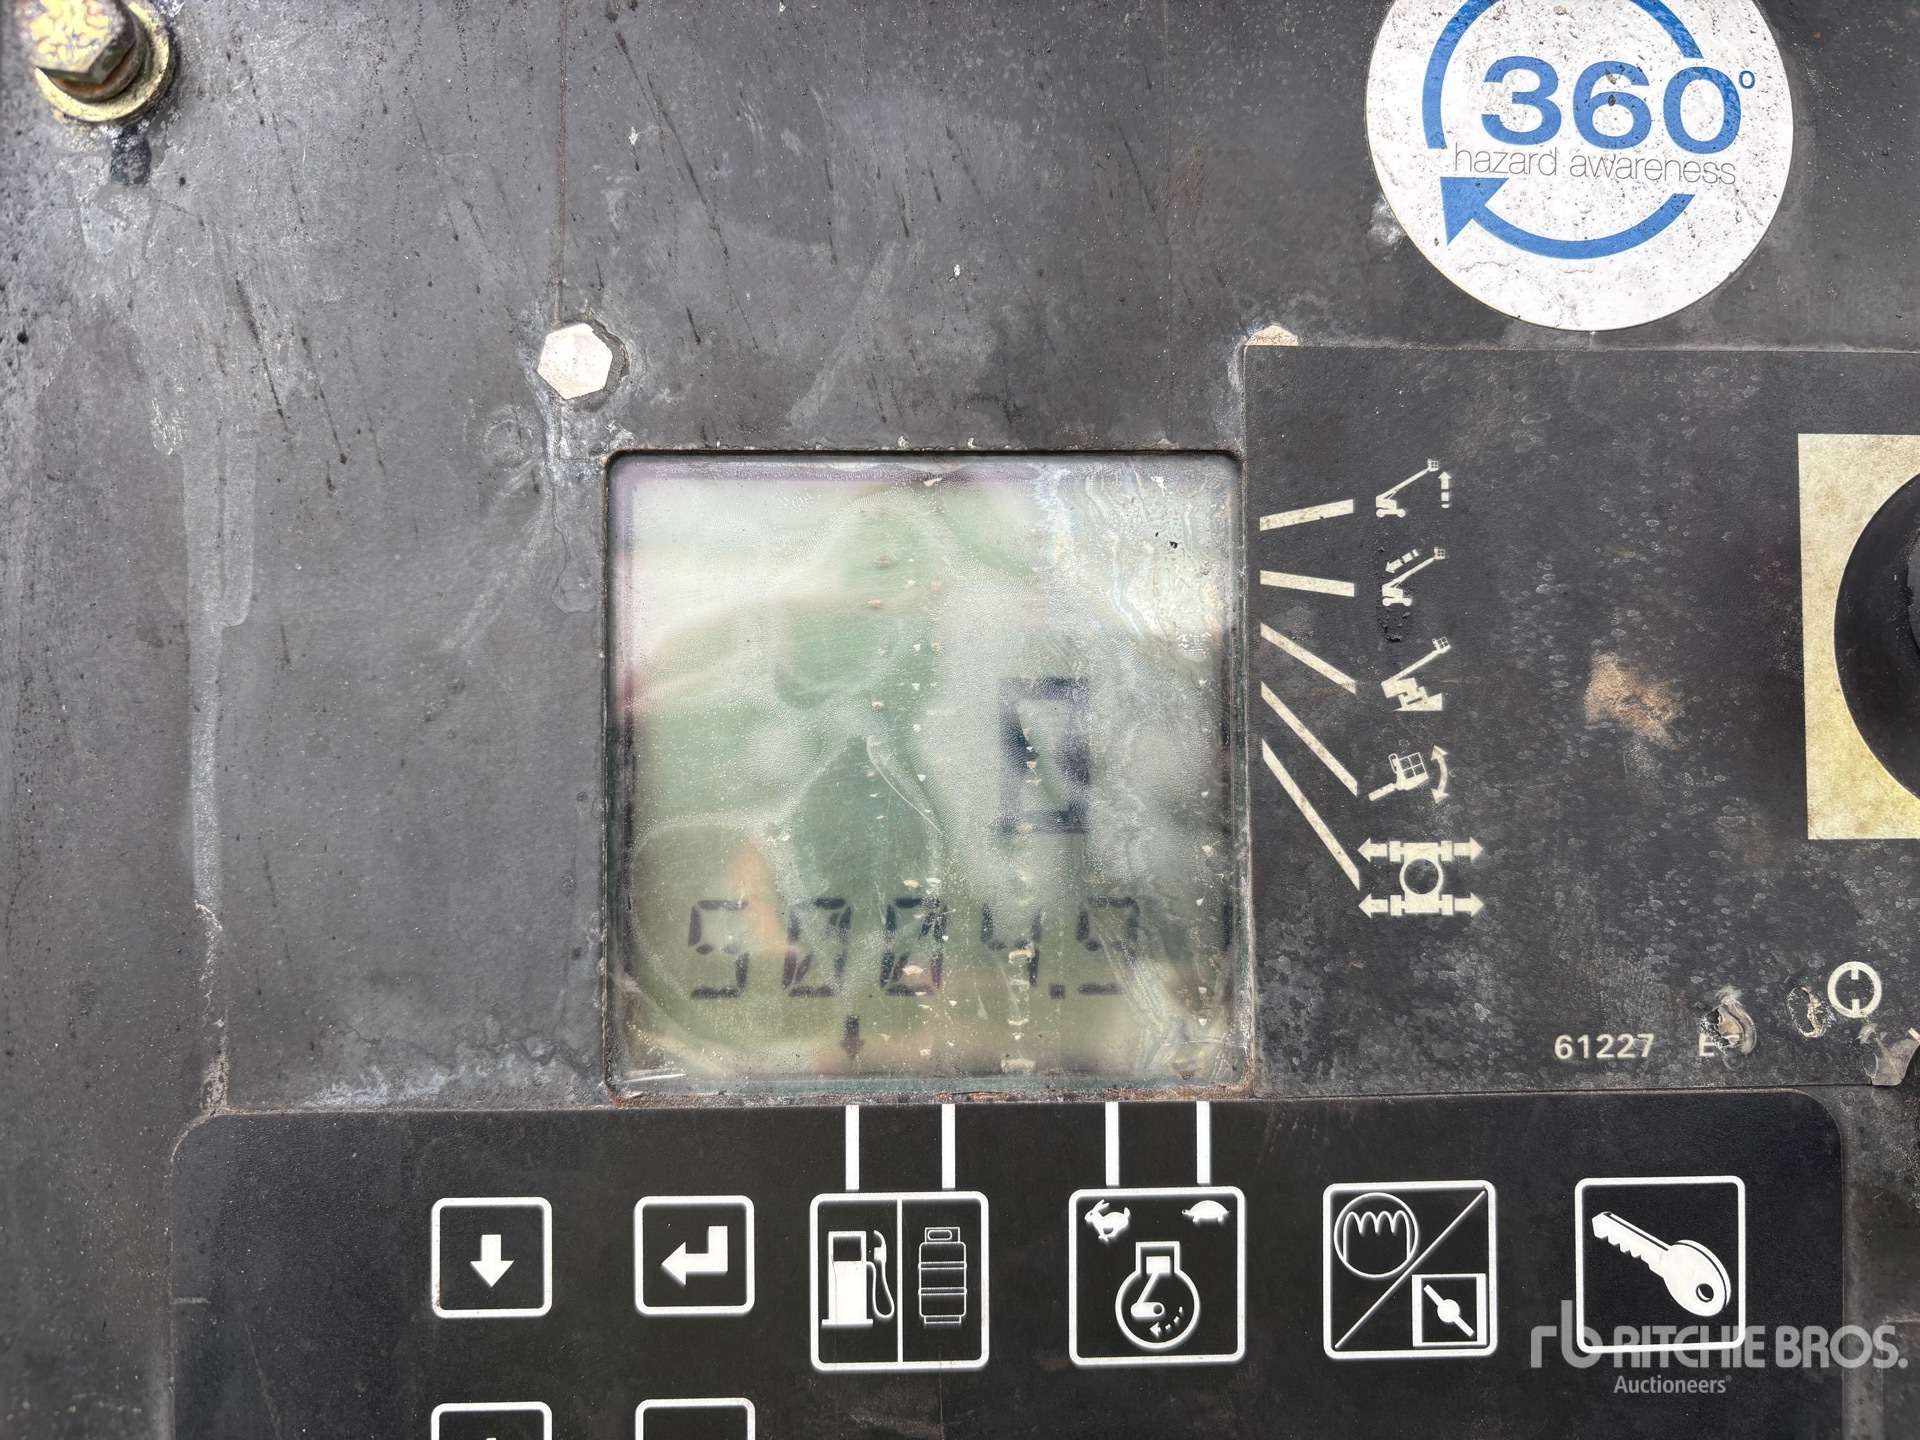 360°
hazard awareness
5004.9
61227
RITCHIE BROS.
Auctioneers